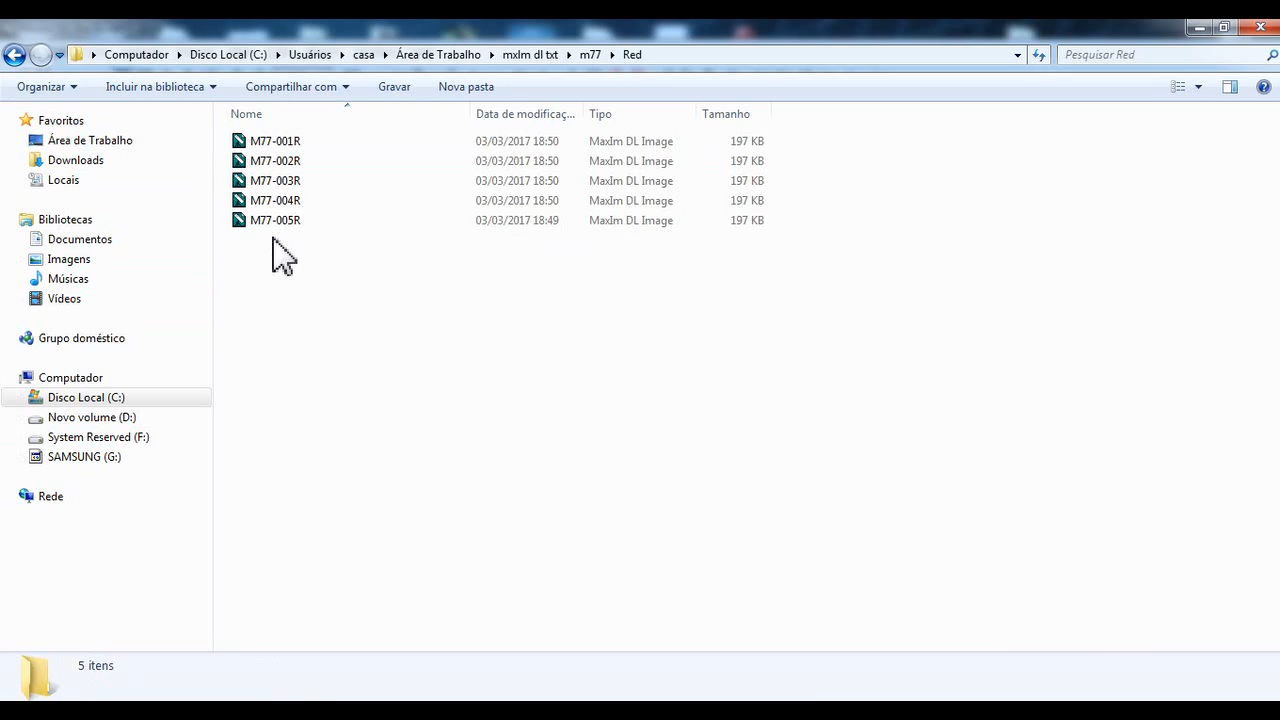 Computador Disco Local (C:) Usuários casa Área de Trabalho mxlm dl txt m77 Red Pesquisar Red
Organizar Incluir na biblioteca Compartilhar com Gravar Nova pasta
Favoritos
Área de Trabalho
Downloads
Locais
Bibliotecas
Documentos
Imagens
Músicas
Vídeos
Grupo doméstico
Computador
Disco Local (C:)
Novo volume (D:)
System Reserved (F:)
SAMSUNG (G:)
Rede
Nome Data de modificaç... Tipo Tamanho
M77-001R 03/03/2017 18:50 MaxIm DL Image 197 KB
M77-002R 03/03/2017 18:50 MaxIm DL Image 197 KB
M77-003R 03/03/2017 18:50 MaxIm DL Image 197 KB
M77-004R 03/03/2017 18:50 MaxIm DL Image 197 KB
M77-005R 03/03/2017 18:49 MaxIm DL Image 197 KB
5 itens